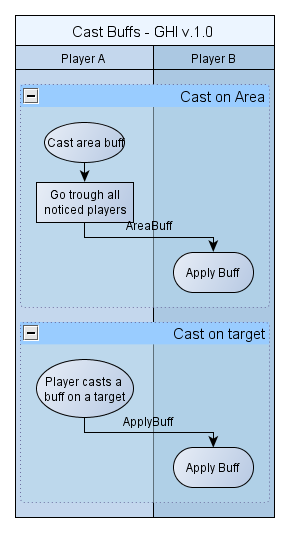 Cast Buffs - GHI v.1.0
Player A
Player B
Cast on Area
Cast area buff
Go trough all
noticed players
AreaBuff
Apply Buff
Cast on target
Player casts a
buff on a target
ApplyBuff
Apply Buff